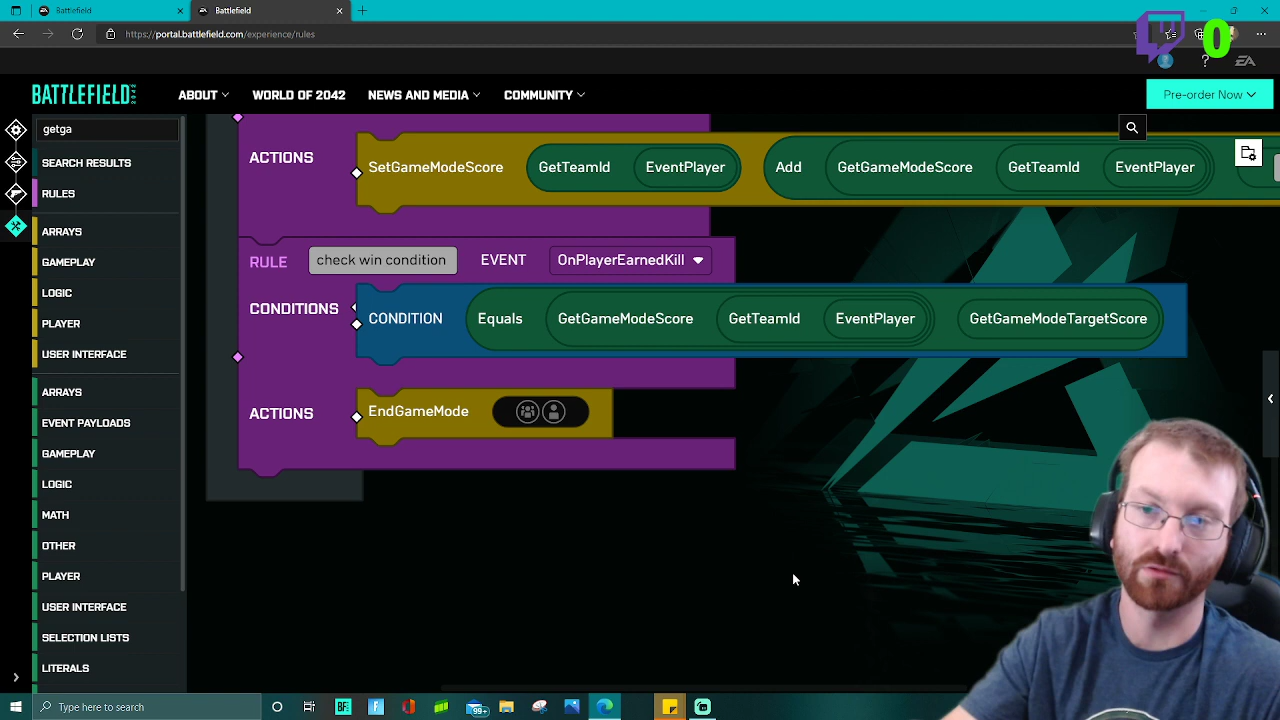 Battlefield
Battlefield
https://portal.battlefield.com/experience/rules
0
BATTLEFIELD 2042
ABOUT
WORLD OF 2042
NEWS AND MEDIA
COMMUNITY
Pre-order Now
getga
SEARCH RESULTS
RULES
ARRAYS
GAMEPLAY
LOGIC
PLAYER
USER INTERFACE
ARRAYS
EVENT PAYLOADS
GAMEPLAY
LOGIC
MATH
OTHER
PLAYER
USER INTERFACE
SELECTION LISTS
LITERALS
ACTIONS
SetGameModeScore
GetTeamId
EventPlayer
Add
GetGameModeScore
GetTeamId
EventPlayer
RULE
check win condition
EVENT
OnPlayerEarnedKill
CONDITIONS
CONDITION
Equals
GetGameModeScore
GetTeamId
EventPlayer
GetGameModeTargetScore
ACTIONS
EndGameMode
Type here to search
99+